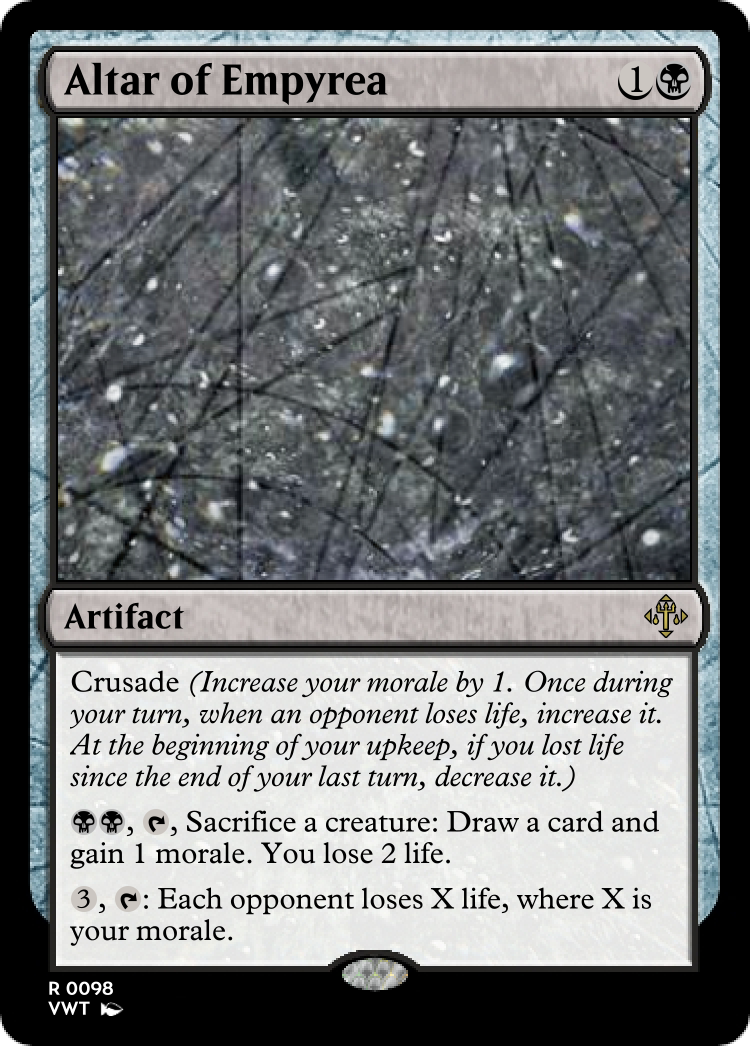 Altar of Empyrea 1
Artifact
Crusade (Increase your morale by 1. Once during
your turn, when an opponent loses life, increase it.
At the beginning of your upkeep, if you lost life
since the end of your last turn, decrease it.)
, , Sacrifice a creature: Draw a card and
gain 1 morale. You lose 2 life.
3, : Each opponent loses X life, where X is
your morale.
R 0098
VWT